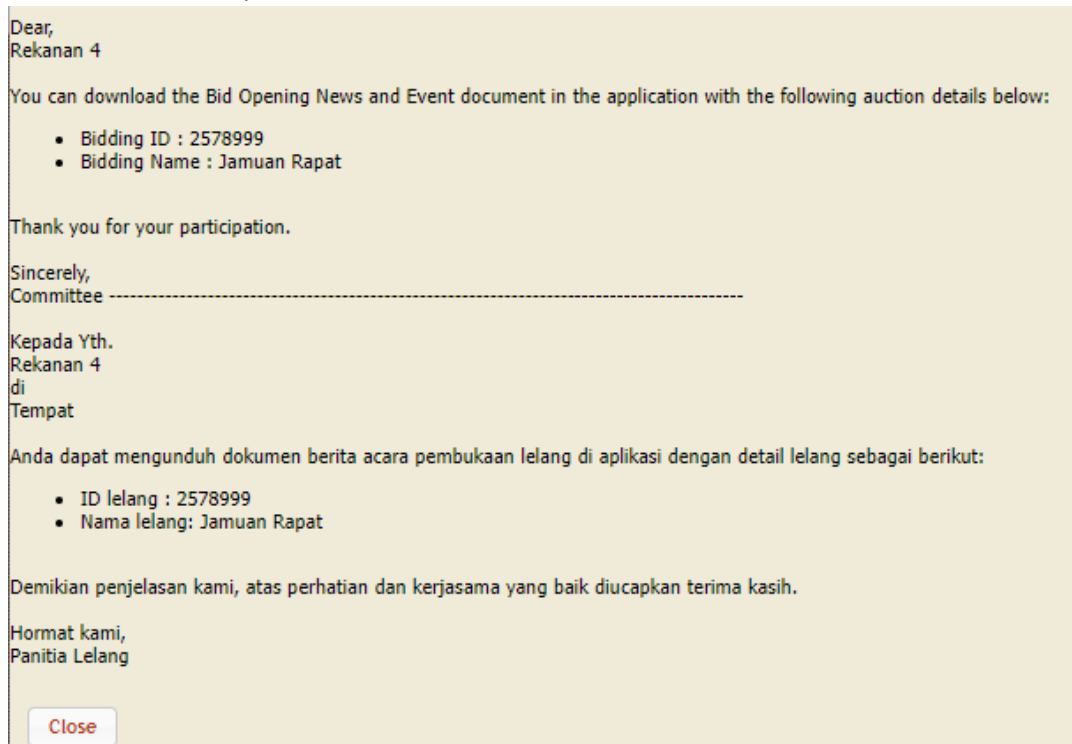 Dear,
Rekanan 4
You can download the Bid Opening News and Event document in the application with the following auction details below:
• Bidding ID : 2578999
• Bidding Name : Jamuan Rapat
Thank you for your participation.
Sincerely,
Committee -------------------------------------------------------------------------------------------
Kepada Yth.
Rekanan 4
di
Tempat
Anda dapat mengunduh dokumen berita acara pembukaan lelang di aplikasi dengan detail lelang sebagai berikut:
• ID lelang : 2578999
• Nama lelang: Jamuan Rapat
Demikian penjelasan kami, atas perhatian dan kerjasama yang baik diucapkan terima kasih.
Hormat kami,
Panitia Lelang
Close